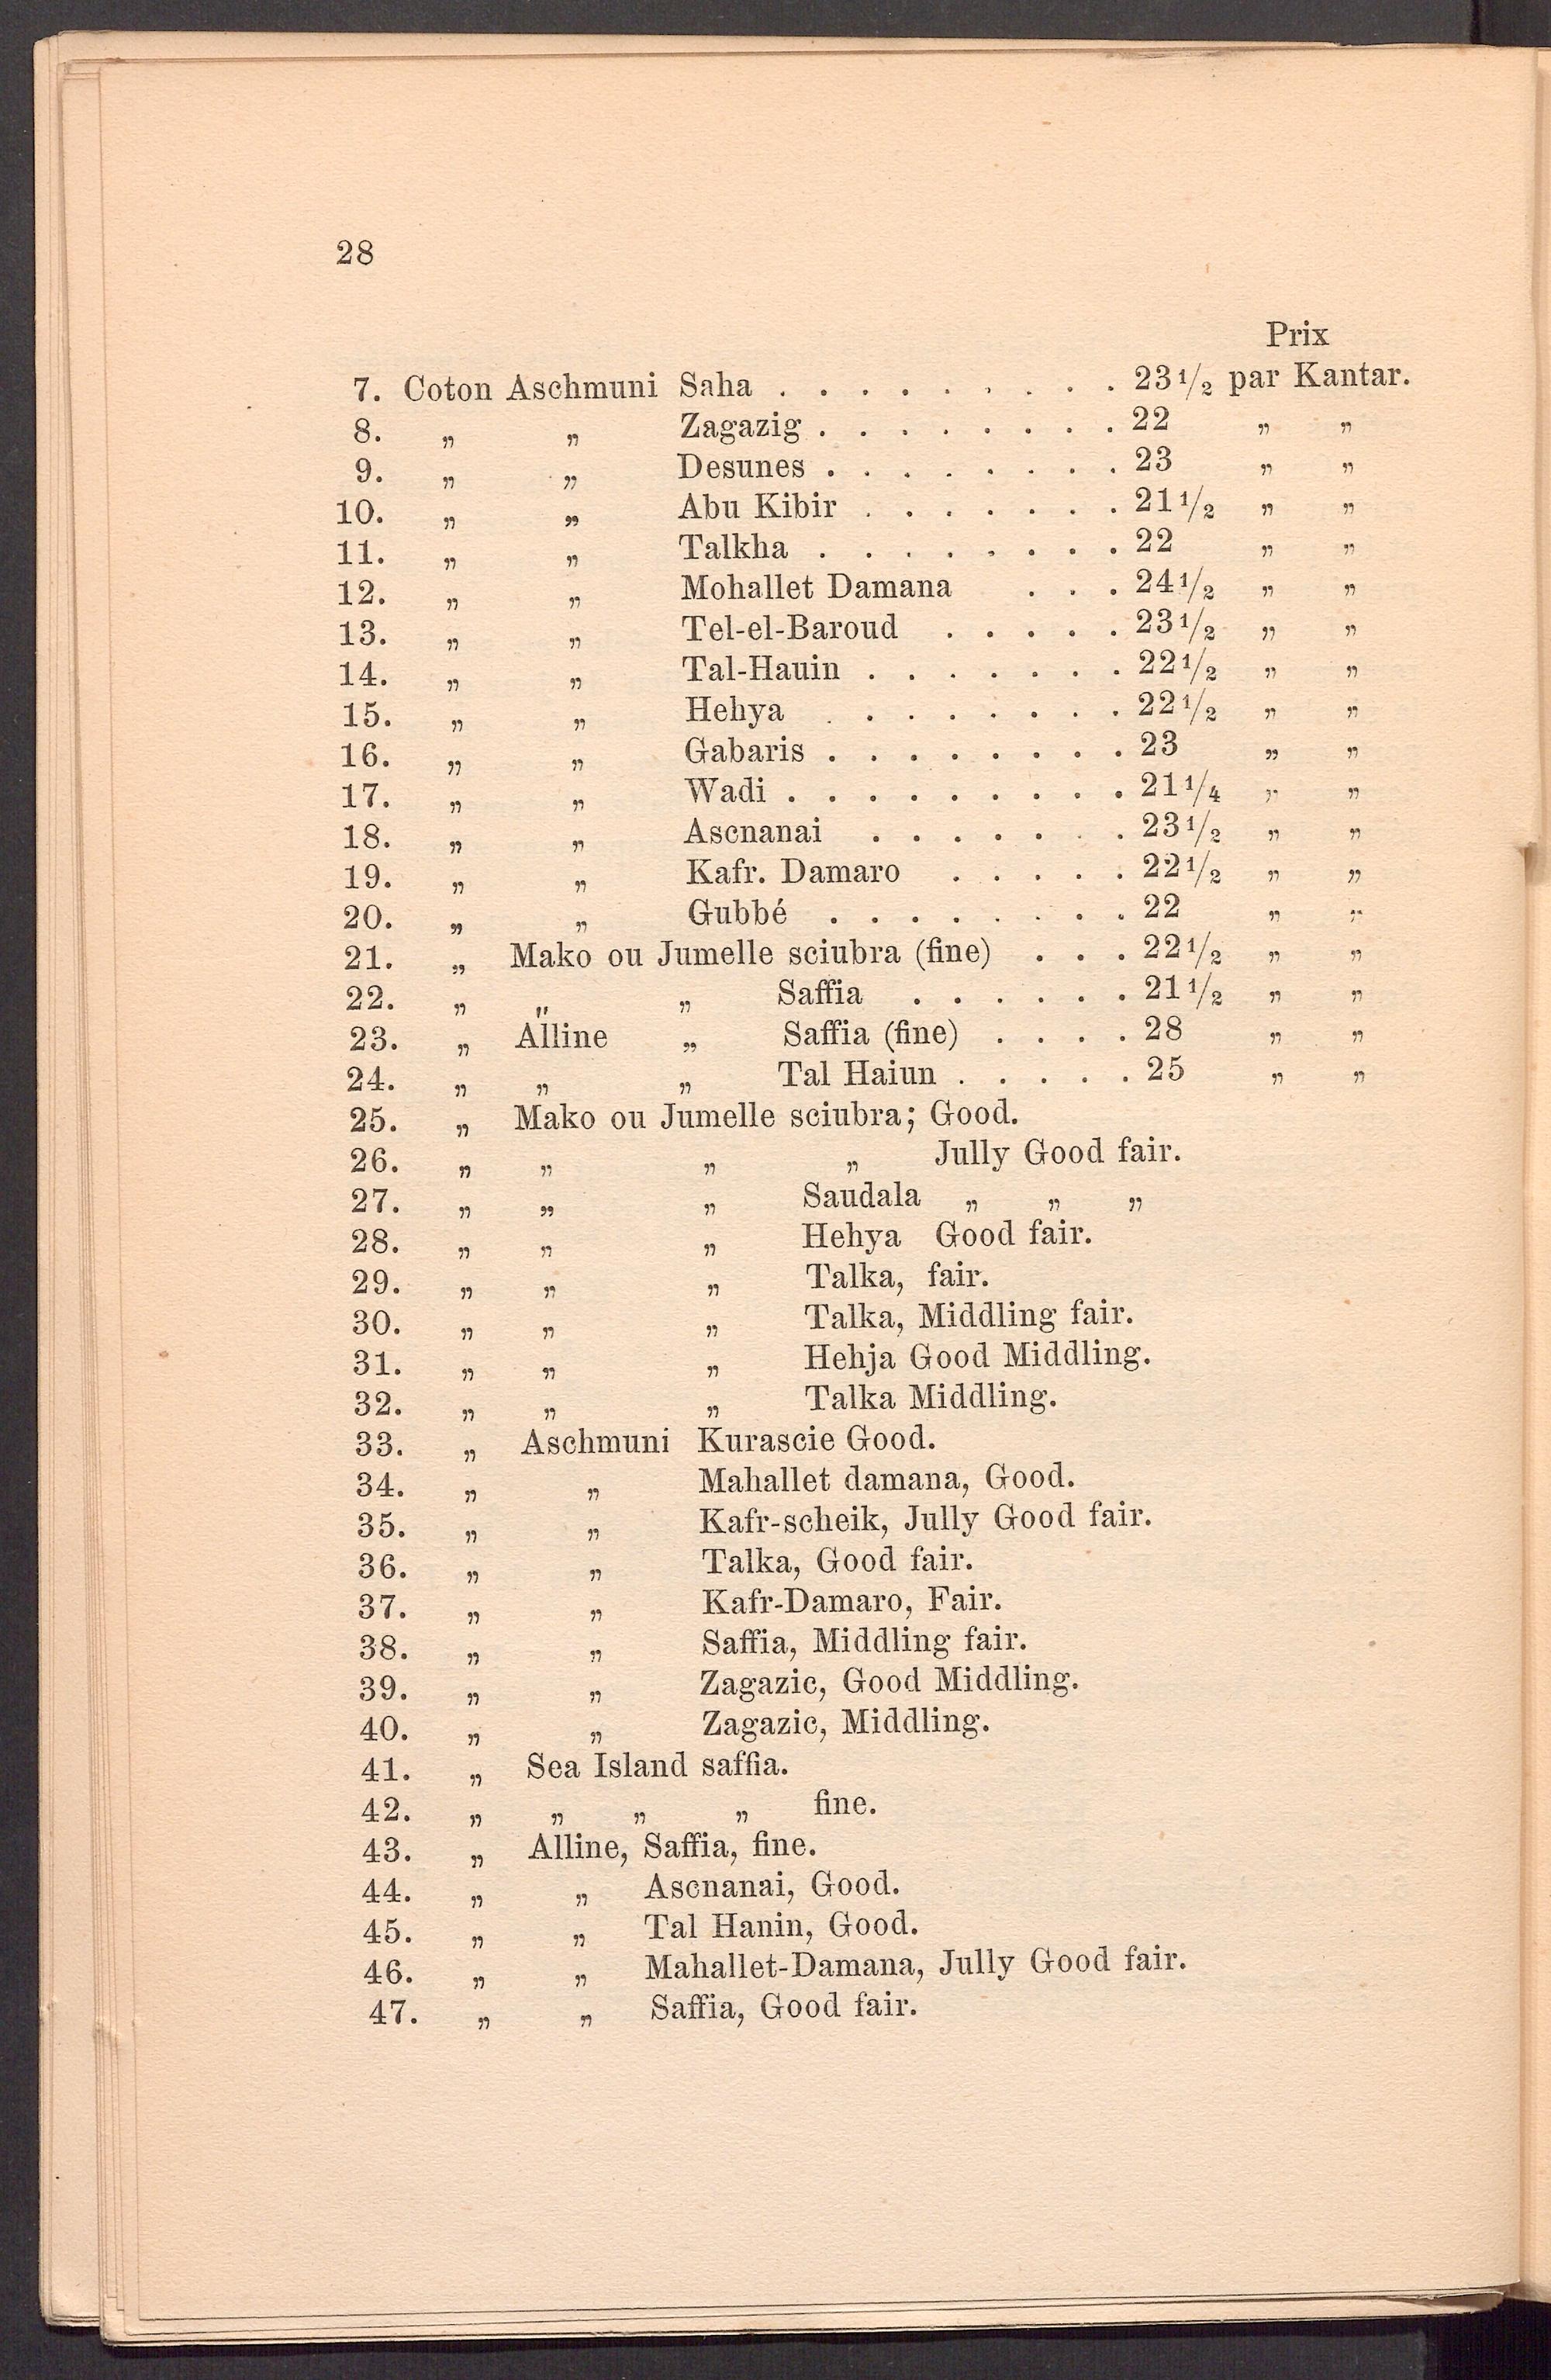 28
Prix
7. Coton Aschmuni Saha . . . . . . . . . 23 1/2 par Kantar.
8. „ „ Zagazig . . . . . . . . 22 „ „
9. „ „ Desunes . . . . . . . . 23 „ „
10. „ „ Abu Kibir . . . . . . . 21 1/2 „ „
11. „ „ Talkha . . . . . . . . 22 „ „
12. „ „ Mohallet Damana . . . 24 1/2 „ „
13. „ „ Tel-el-Baroud . . . . . 23 1/2 „ „
14. „ „ Tal-Hauin . . . . . . . 22 1/2 „ „
15. „ „ Hehya . . . . . . . . 22 1/2 „ „
16. „ „ Gabaris . . . . . . . . 23 „ „
17. „ „ Wadi . . . . . . . . . 21 1/4 „ „
18. „ „ Ascnanai . . . . . . . 23 1/2 „ „
19. „ „ Kafr. Damaro . . . . . 22 1/2 „ „
20. „ „ Gubbé . . . . . . . . 22 „ „
21. „ Mako ou Jumelle sciubra (fine) . . . 22 1/2 „ „
22. „ „ „ Saffia . . . . . . 21 1/2 „ „
23. „ Alline „ Saffia (fine) . . . . 28 „ „
24. „ „ „ Tal Haiun . . . . . 25 „ „
25. „ Mako ou Jumelle sciubra; Good.
26. „ „ „ „ Jully Good fair.
27. „ „ „ Saudala „ „ „
28. „ „ „ Hehya Good fair.
29. „ „ „ Talka, fair.
30. „ „ „ Talka, Middling fair.
31. „ „ „ Hehja Good Middling.
32. „ „ „ Talka Middling.
33. „ Aschmuni Kurascie Good.
34. „ „ Mahallet damana, Good.
35. „ „ Kafr-scheik, Jully Good fair.
36. „ „ Talka, Good fair.
37. „ „ Kafr-Damaro, Fair.
38. „ „ Saffia, Middling fair.
39. „ „ Zagazic, Good Middling.
40. „ „ Zagazic, Middling.
41. „ Sea Island saffia.
42. „ „ „ „ fine.
43. „ Alline, Saffia, fine.
44. „ „ Ascnanai, Good.
45. „ „ Tal Hanin, Good.
46. „ „ Mahallet-Damana, Jully Good fair.
47. „ „ Saffia, Good fair.